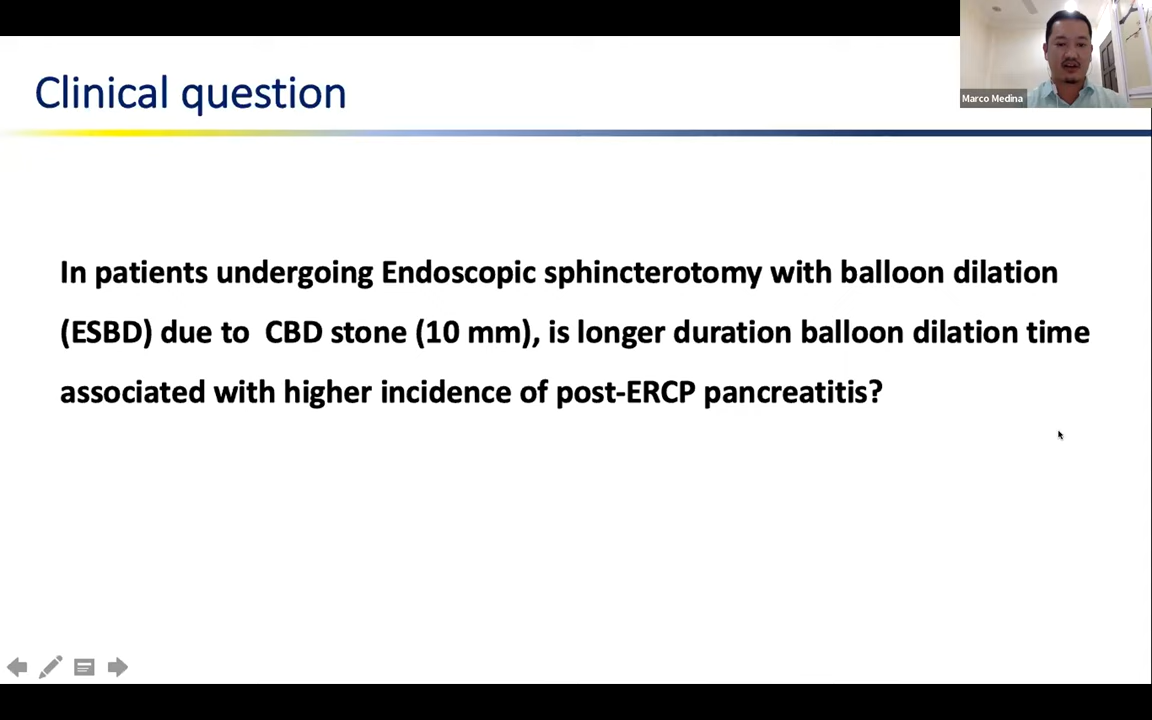 Clinical question
Marco Medina
In patients undergoing Endoscopic sphincterotomy with balloon dilation
(ESBD) due to  CBD stone (10 mm), is longer duration balloon dilation time
associated with higher incidence of post-ERCP pancreatitis?